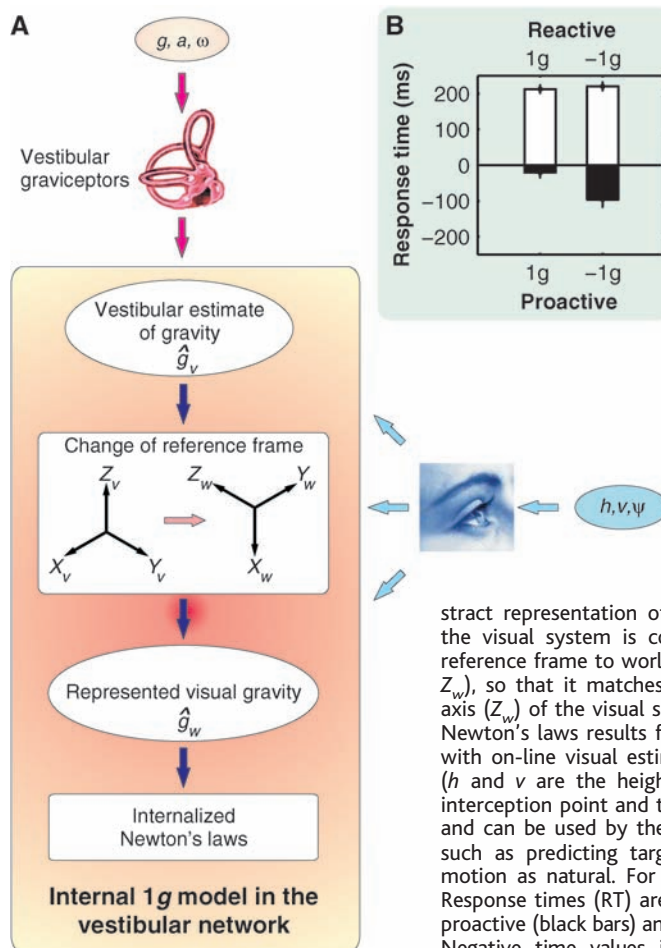 A
g, a, ω
Vestibular
graviceptors
Vestibular estimate
of gravity
ĝv
Change of reference frame
Zv
Xv
Yv
Zw
Yw
Xw
Represented visual gravity
ĝw
Internalized
Newton's laws
Internal 1g model in the
vestibular network
h,v,ψ
B
Reactive
1g
−1g
Response time (ms)
200
100
0
−100
−200
1g
−1g
Proactive
stract representation of
the visual system is co
reference frame to worl
Zw), so that it matches
axis (Zw) of the visual s
Newton's laws results f
with on-line visual estin
(h and v are the heigh
interception point and t
and can be used by the
such as predicting targ
motion as natural. For
Response times (RT) are
proactive (black bars) an
Negative time values i